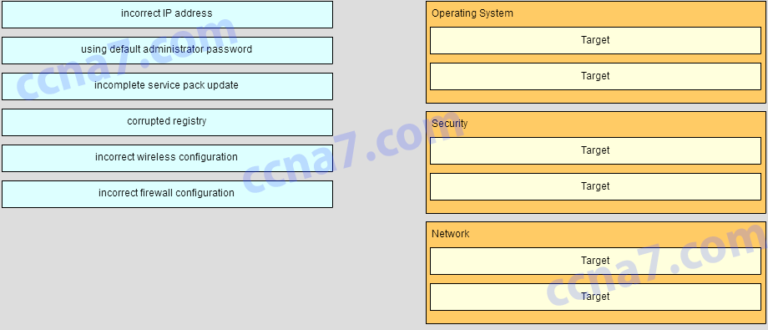 incorrect IP address
using default administrator password
incomplete service pack update
corrupted registry
incorrect wireless configuration
incorrect firewall configuration
Operating System
Target
Target
Security
Target
Target
Network
Target
Target
ccna7.com
ccna7.com
ccna7.com